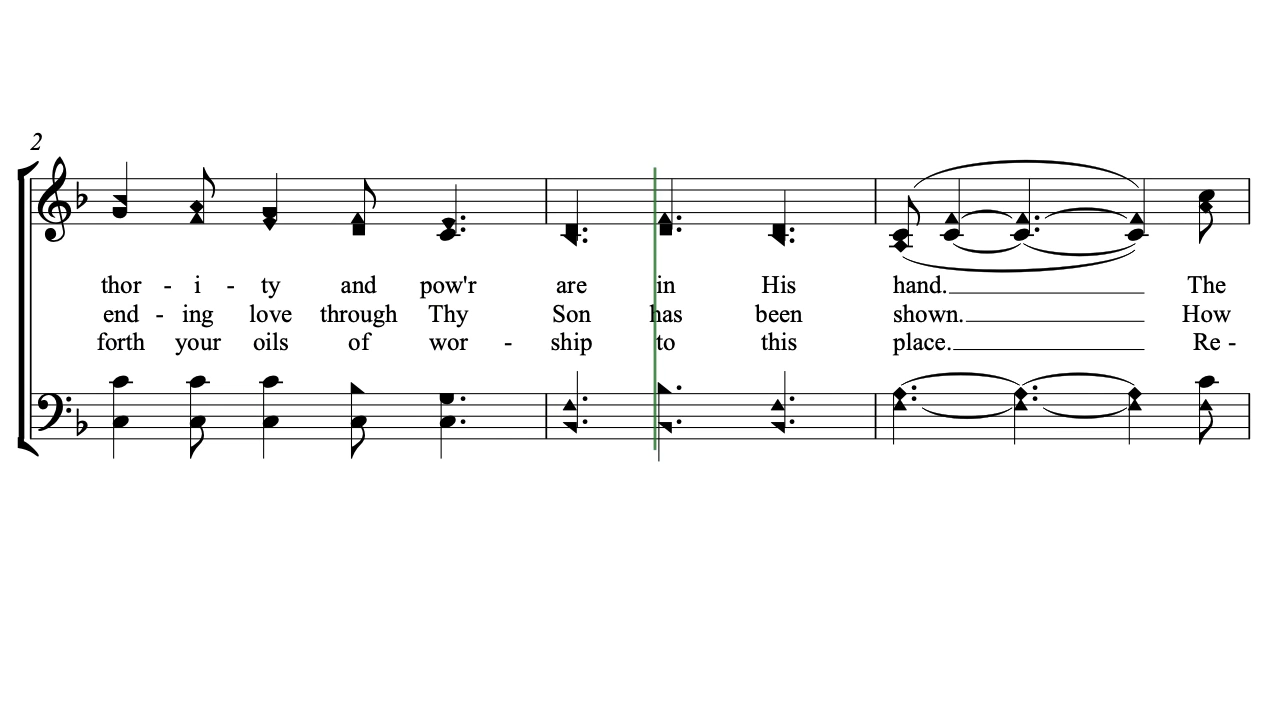 2
thor - i - ty and pow'r are in His hand. The
end - ing love through Thy Son has been shown. How
forth your oils of wor - ship to this place. Re -